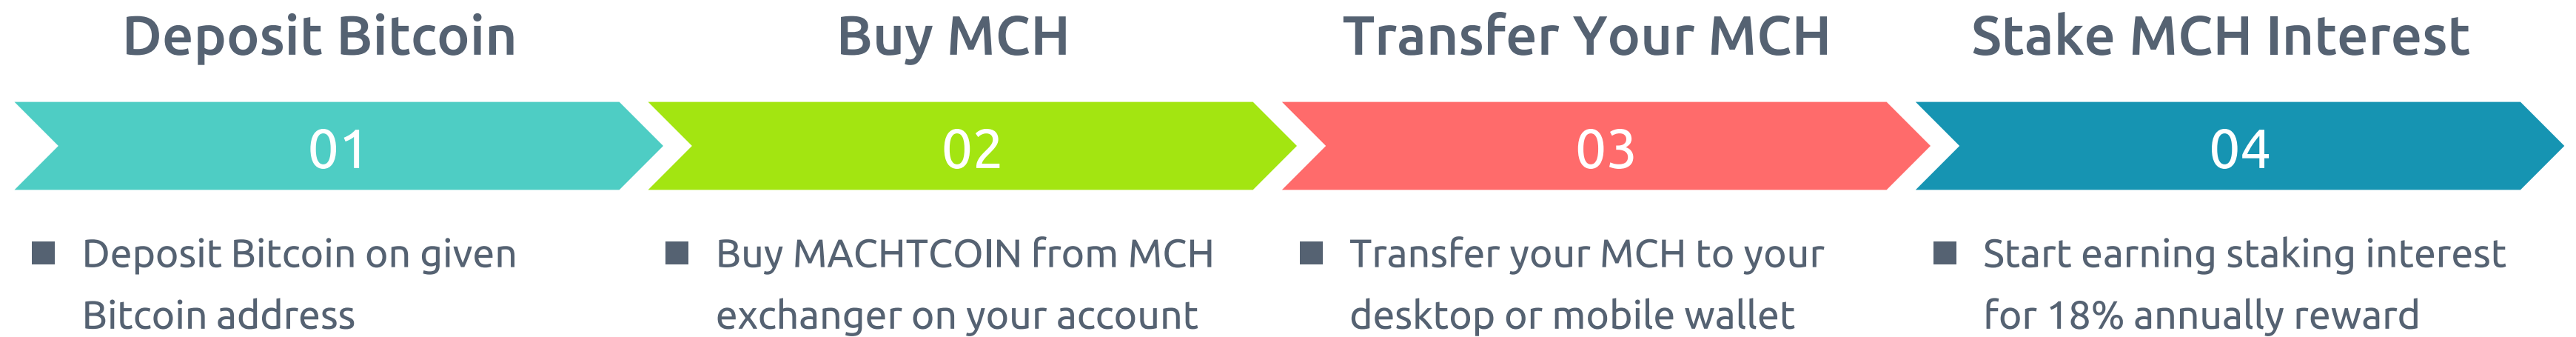 Deposit Bitcoin
Buy MCH
Transfer Your MCH
Stake MCH Interest
01
02
03
04
Deposit Bitcoin on given
Bitcoin address
Buy MACHTCOIN from MCH
exchanger on your account
Transfer your MCH to your
desktop or mobile wallet
Start earning staking interest
for 18% annually reward